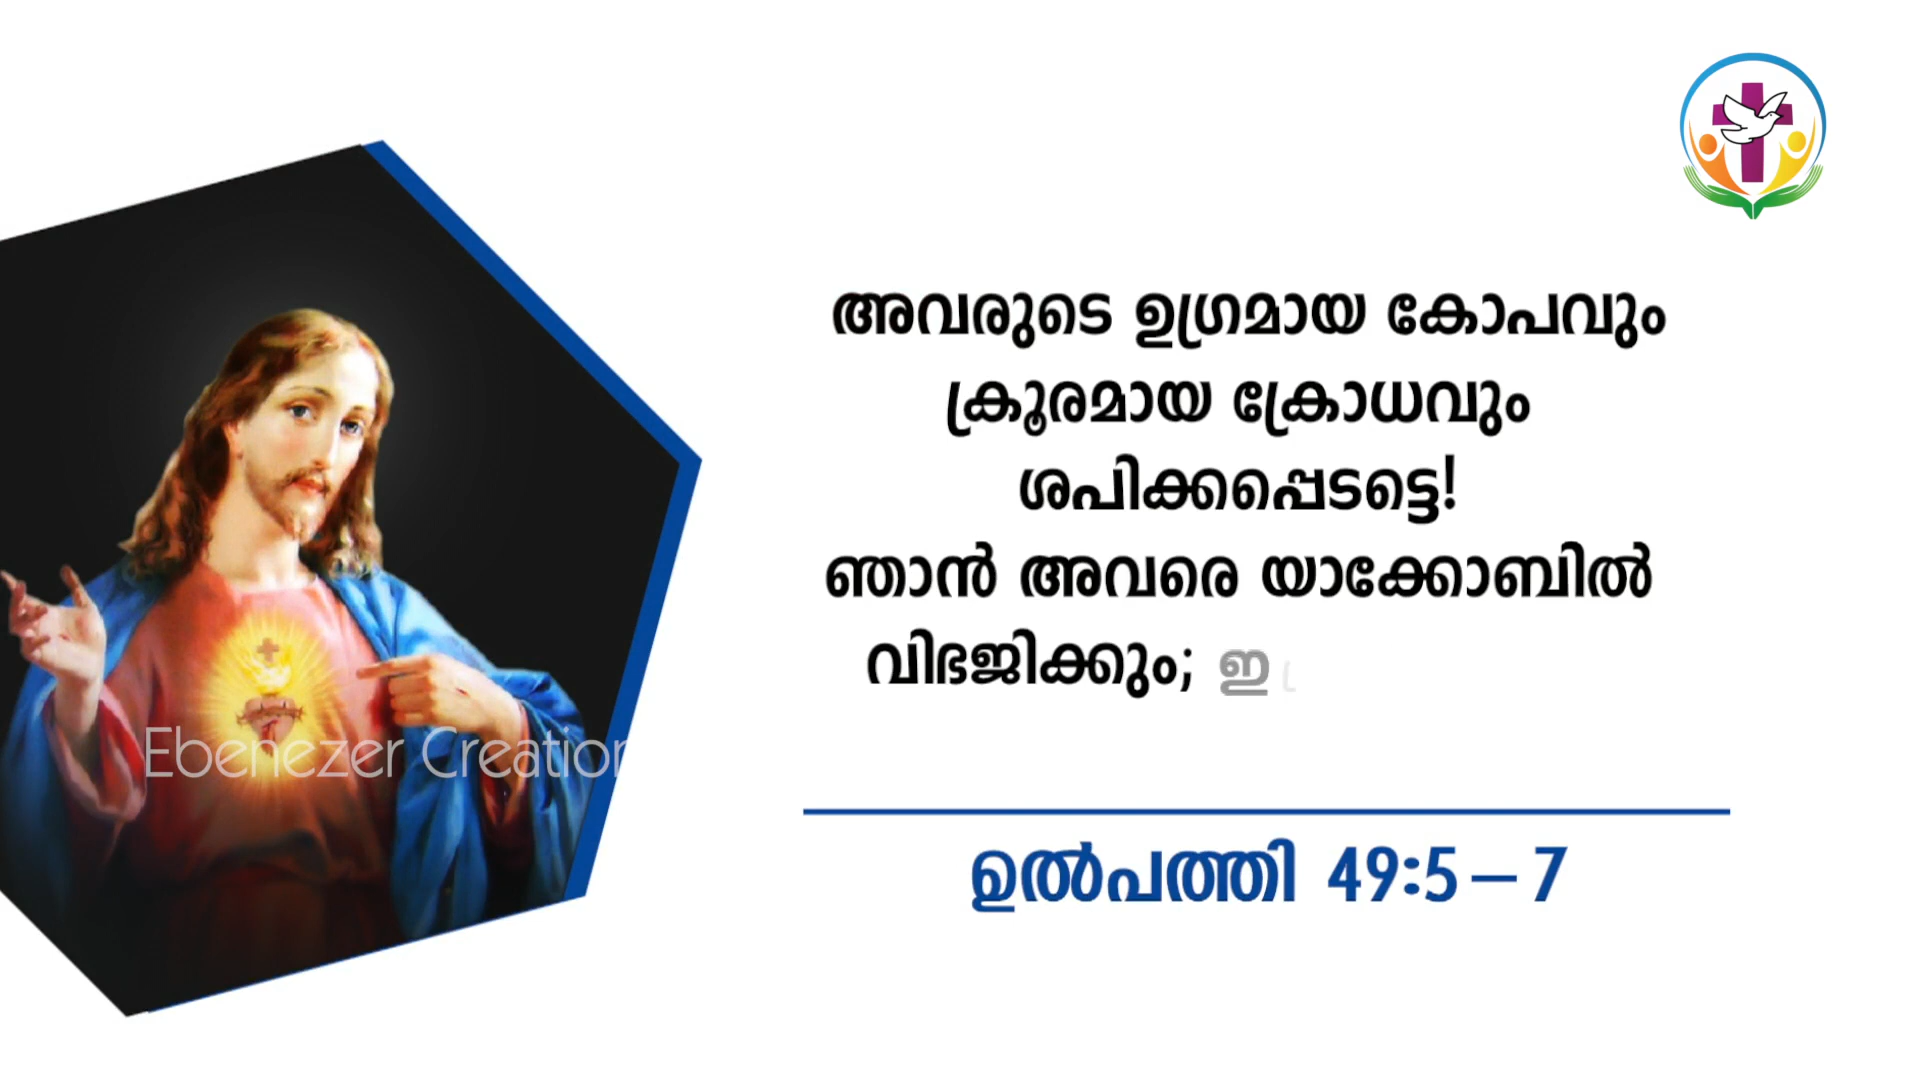 അവരുടെ ഉഗ്രമായ കോപവും
ക്രൂരമായ ക്രോധവും
ശപിക്കപ്പെടട്ടെ!
ഞാൻ അവരെ യാക്കോബിൽ
വിഭജിക്കും; ഇ
ഉൽപത്തി 49:5–7
Ebenezer Creation